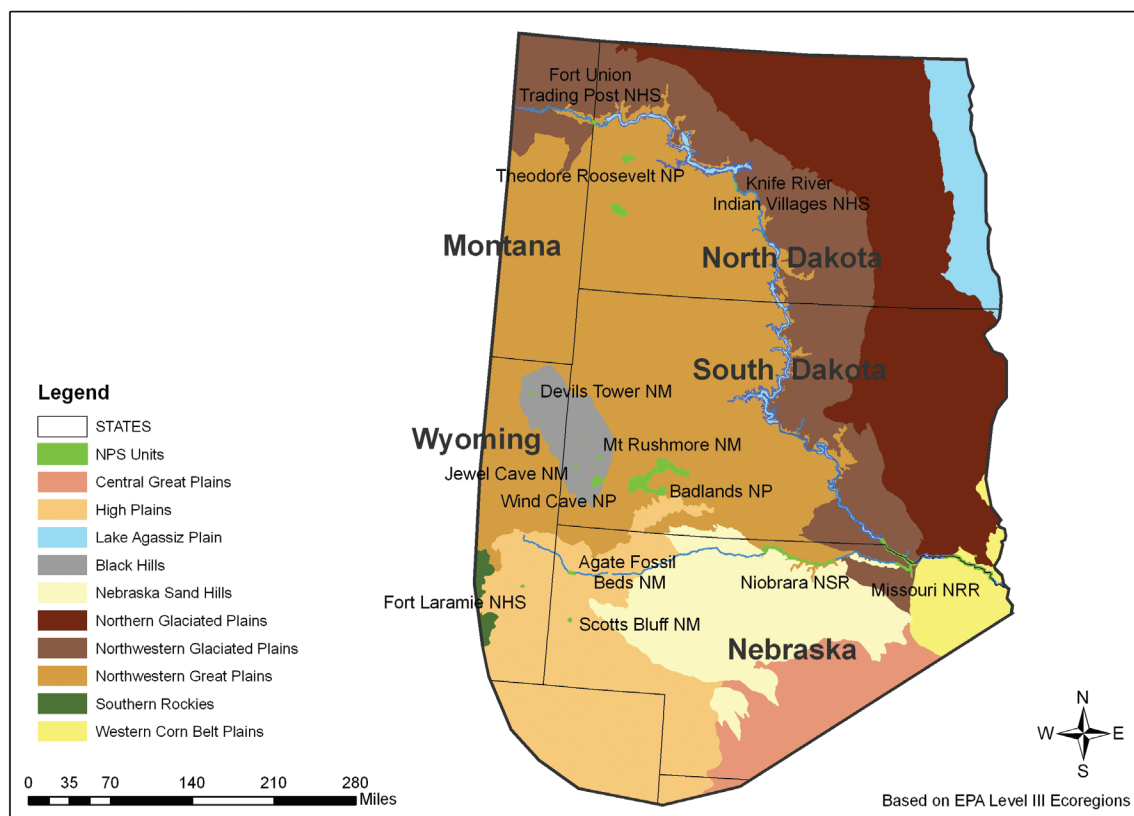 Fort Union
Trading Post NHS
Theodore Roosevelt NP
Knife River
Indian Villages NHS
Montana
North Dakota
South Dakota
Devils Tower NM
Wyoming
Mt Rushmore NM
Jewel Cave NM
Wind Cave NP
Badlands NP
Agate Fossil
Beds NM
Niobrara NSR
Missouri NRR
Fort Laramie NHS
Scotts Bluff NM
Nebraska
Legend
STATES
NPS Units
Central Great Plains
High Plains
Lake Agassiz Plain
Black Hills
Nebraska Sand Hills
Northern Glaciated Plains
Northwestern Glaciated Plains
Northwestern Great Plains
Southern Rockies
Western Corn Belt Plains
0 35 70 140 210 280
Miles
N
W E
S
Based on EPA Level III Ecoregions